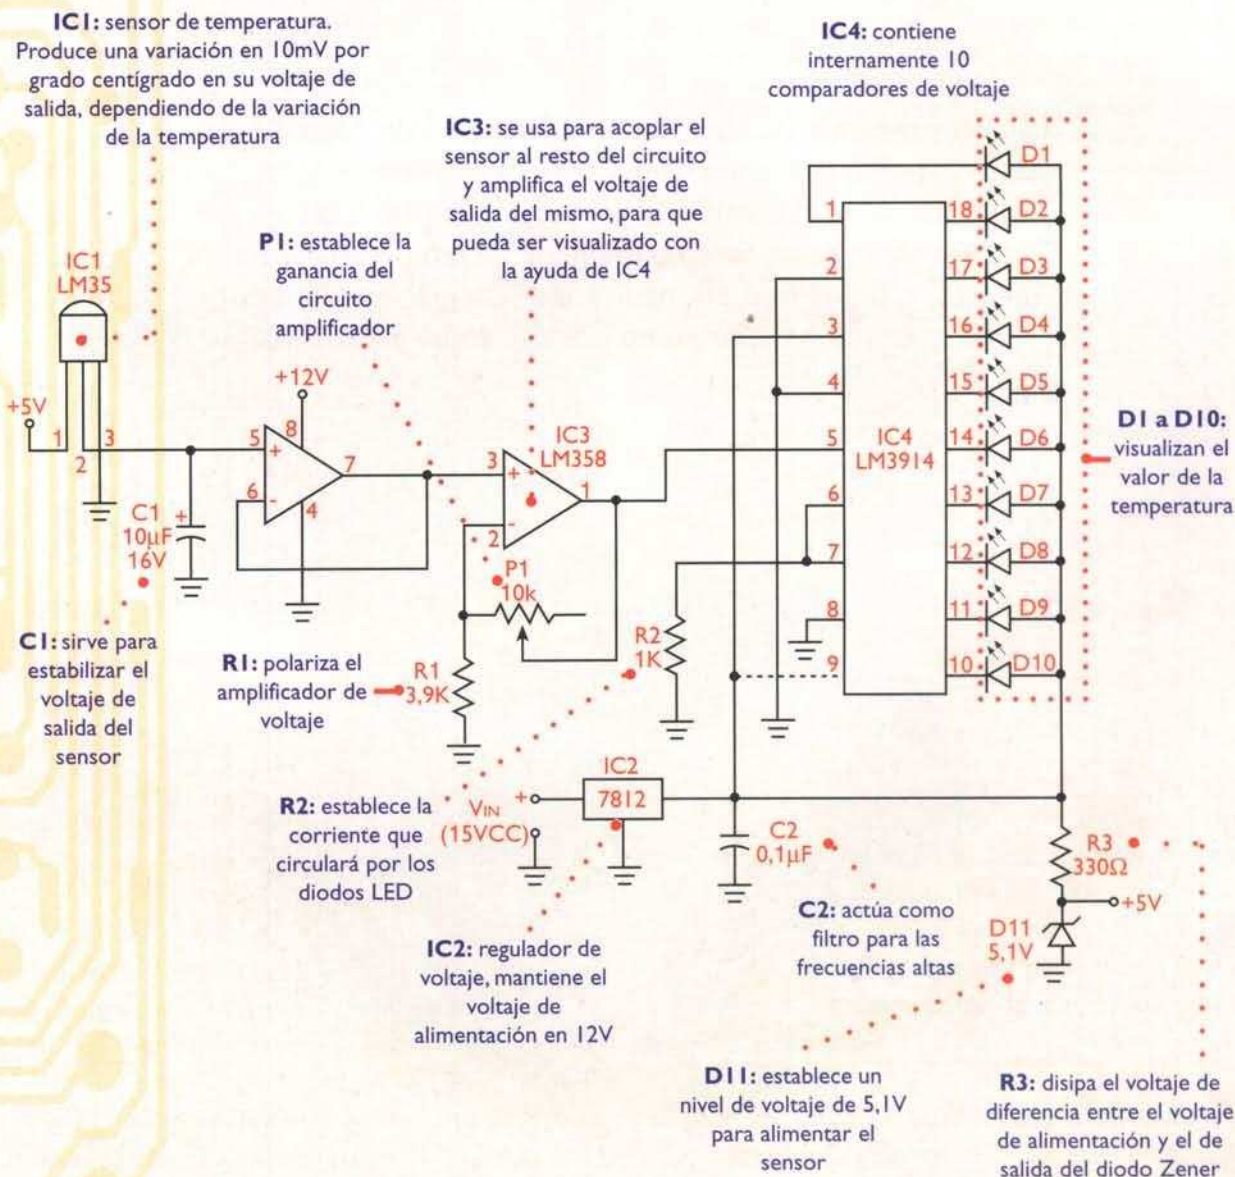 IC1: sensor de temperatura.
Produce una variación en 10mV por
grado centígrado en su voltaje de
salida, dependiendo de la variación
de la temperatura
IC4: contiene
internamente 10
comparadores de voltaje
IC3: se usa para acoplar el
sensor al resto del circuito
y amplifica el voltaje de
salida del mismo, para que
pueda ser visualizado con
la ayuda de IC4
P1: establece la
ganancia del
circuito
amplificador
IC1
LM35
+5V
1
2
3
C1
10µF
16V
+
+12V
8
5
+
6
-
7
4
3
+
2
-
1
IC3
LM358
P1
10k
R1
3,9K
R2
1K
IC4
LM3914
1
2
3
4
5
6
7
8
9
18
17
16
15
14
13
12
11
10
D1
D2
D3
D4
D5
D6
D7
D8
D9
D10
D1 a D10:
visualizan el
valor de la
temperatura
C1: sirve para
estabilizar el
voltaje de
salida del
sensor
R1: polariza el
amplificador de
voltaje
R2: establece la
corriente que
circulará por los
diodos LED
VIN
(15VCC)
+
IC2
7812
C2
0,1µF
R3
330Ω
+5V
D11
5,1V
IC2: regulador de
voltaje, mantiene el
voltaje de
alimentación en 12V
C2: actúa como
filtro para las
frecuencias altas
D11: establece un
nivel de voltaje de 5,1V
para alimentar el
sensor
R3: disipa el voltaje de
diferencia entre el voltaje
de alimentación y el de
salida del diodo Zener